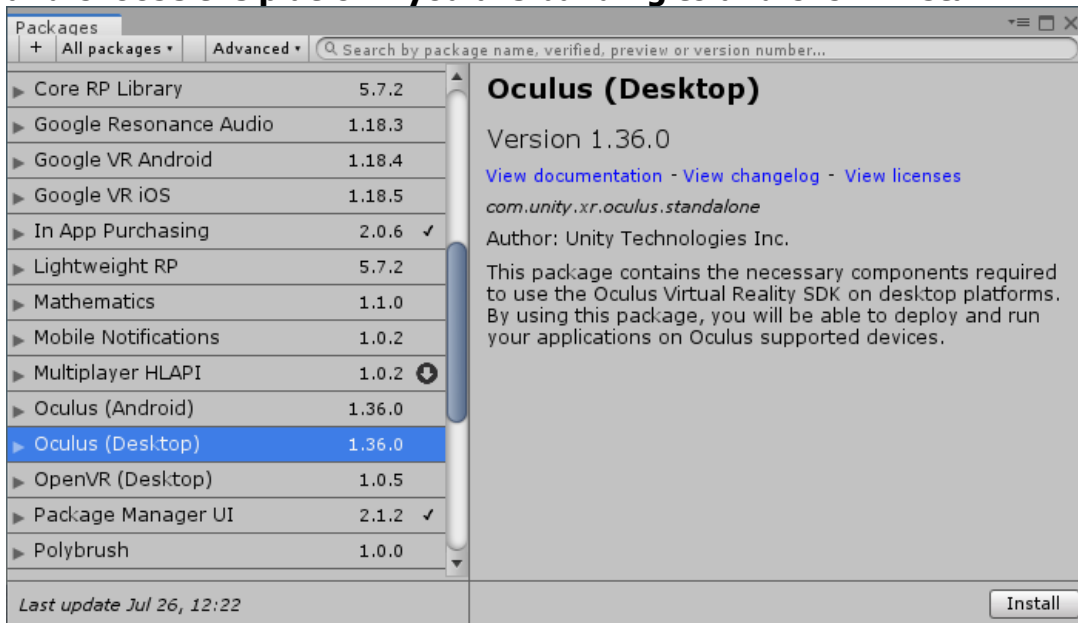 Packages
+ All packages Advanced Search by package name, verified, preview or version number...
Core RP Library 5.7.2
Google Resonance Audio 1.18.3
Google VR Android 1.18.4
Google VR iOS 1.18.5
In App Purchasing 2.0.6 ✓
Lightweight RP 5.7.2
Mathematics 1.1.0
Mobile Notifications 1.0.2
Multiplayer HLAPI 1.0.2
Oculus (Android) 1.36.0
Oculus (Desktop) 1.36.0
OpenVR (Desktop) 1.0.5
Package Manager UI 2.1.2 ✓
Polybrush 1.0.0
Last update Jul 26, 12:22
Oculus (Desktop)
Version 1.36.0
View documentation - View changelog - View licenses
com.unity.xr.oculus.standalone
Author: Unity Technologies Inc.
This package contains the necessary components required
to use the Oculus Virtual Reality SDK on desktop platforms.
By using this package, you will be able to deploy and run
your applications on Oculus supported devices.
Install